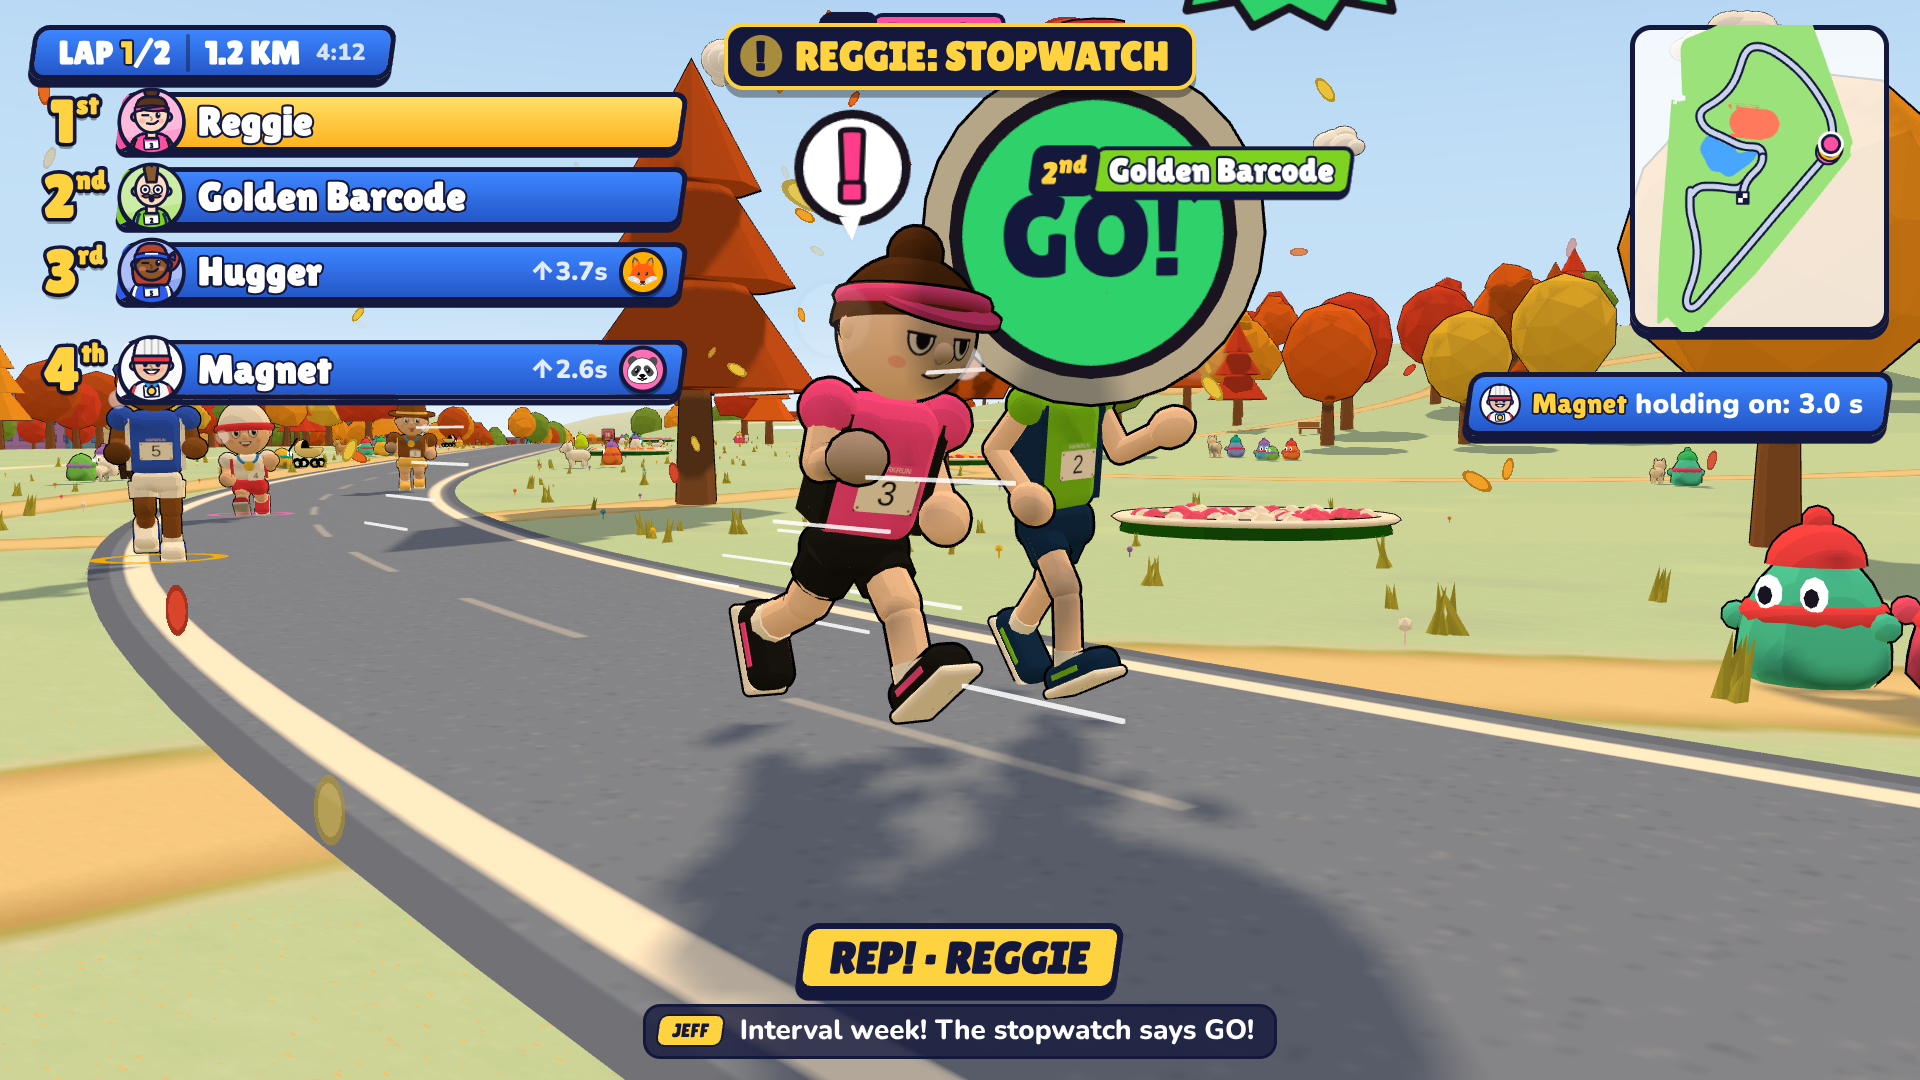 LAP 1/2 1.2 KM 4:12
! REGGIE: STOPWATCH
1st Reggie
2nd Golden Barcode
3rd Hugger ↑3.7s
4th Magnet ↑2.6s
!
2nd Golden Barcode
GO!
Magnet holding on: 3.0 s
5
3
2
REP! · REGGIE
JEFF Interval week! The stopwatch says GO!